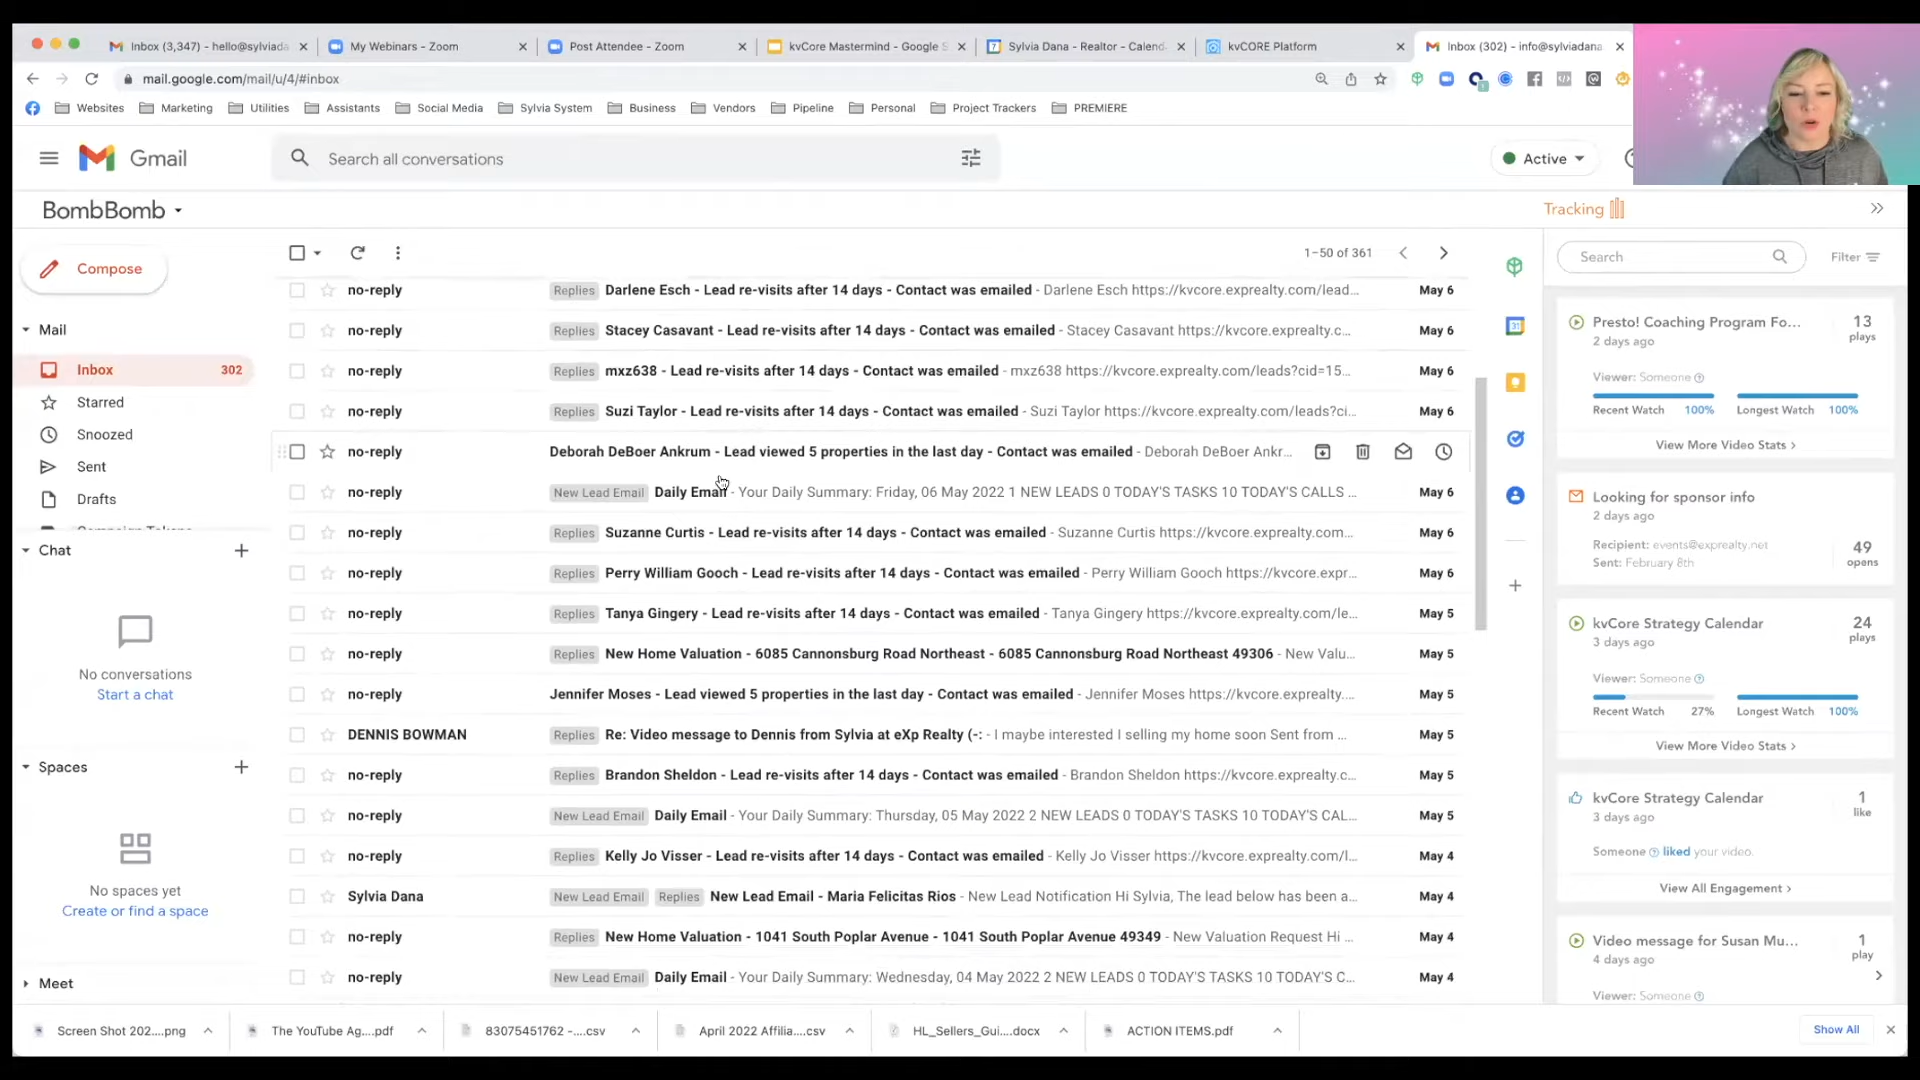 Inbox (3,347) - hello@sylviada
My Webinars - Zoom
Post Attendee - Zoom
kvCore Mastermind - Google S
Sylvia Dana - Realtor - Calend
kvCORE Platform
Inbox (302) - info@sylviadana
mail.google.com/mail/u/4/#inbox
Websites
Marketing
Utilities
Assistants
Social Media
Sylvia System
Business
Vendors
Pipeline
Personal
Project Trackers
PREMIERE
Gmail
Search all conversations
Active
BombBomb
Tracking
Compose
1–50 of 361
Search
Filter
Mail
Inbox 302
Starred
Snoozed
Sent
Drafts
Chat
No conversations
Start a chat
Spaces
No spaces yet
Create or find a space
Meet
no-reply Replies Darlene Esch - Lead re-visits after 14 days - Contact was emailed - Darlene Esch https://kvcore.exprealty.com/lead... May 6
no-reply Replies Stacey Casavant - Lead re-visits after 14 days - Contact was emailed - Stacey Casavant https://kvcore.exprealty.c... May 6
no-reply Replies mxz638 - Lead re-visits after 14 days - Contact was emailed - mxz638 https://kvcore.exprealty.com/leads?cid=15... May 6
no-reply Replies Suzi Taylor - Lead re-visits after 14 days - Contact was emailed - Suzi Taylor https://kvcore.exprealty.com/leads?ci... May 6
no-reply Deborah DeBoer Ankrum - Lead viewed 5 properties in the last day - Contact was emailed - Deborah DeBoer Ankr...
no-reply New Lead Email Daily Email - Your Daily Summary: Friday, 06 May 2022 1 NEW LEADS 0 TODAY'S TASKS 10 TODAY'S CALLS ... May 6
no-reply Replies Suzanne Curtis - Lead re-visits after 14 days - Contact was emailed - Suzanne Curtis https://kvcore.exprealty.com... May 6
no-reply Replies Perry William Gooch - Lead re-visits after 14 days - Contact was emailed - Perry William Gooch https://kvcore.expr... May 6
no-reply Replies Tanya Gingery - Lead re-visits after 14 days - Contact was emailed - Tanya Gingery https://kvcore.exprealty.com/le... May 5
no-reply Replies New Home Valuation - 6085 Cannonsburg Road Northeast - 6085 Cannonsburg Road Northeast 49306 - New Valu... May 5
no-reply Jennifer Moses - Lead viewed 5 properties in the last day - Contact was emailed - Jennifer Moses https://kvcore.exprealty.... May 5
DENNIS BOWMAN Replies Re: Video message to Dennis from Sylvia at eXp Realty (-: - I maybe interested I selling my home soon Sent from ... May 5
no-reply Replies Brandon Sheldon - Lead re-visits after 14 days - Contact was emailed - Brandon Sheldon https://kvcore.exprealty.c... May 5
no-reply New Lead Email Daily Email - Your Daily Summary: Thursday, 05 May 2022 2 NEW LEADS 0 TODAY'S TASKS 10 TODAY'S CAL... May 5
no-reply Replies Kelly Jo Visser - Lead re-visits after 14 days - Contact was emailed - Kelly Jo Visser https://kvcore.exprealty.com/l... May 4
Sylvia Dana New Lead Email Replies New Lead Email - Maria Felicitas Rios - New Lead Notification Hi Sylvia, The lead below has been a... May 4
no-reply Replies New Home Valuation - 1041 South Poplar Avenue - 1041 South Poplar Avenue 49349 - New Valuation Request Hi ... May 4
no-reply New Lead Email Daily Email - Your Daily Summary: Wednesday, 04 May 2022 2 NEW LEADS 0 TODAY'S TASKS 10 TODAY'S C... May 4
Presto! Coaching Program Fo... 13
2 days ago plays
Viewer: Someone
Recent Watch 100% Longest Watch 100%
View More Video Stats >
Looking for sponsor info
2 days ago
Recipient: events@exprealty.net 49
Sent: February 8th opens
kvCore Strategy Calendar 24
3 days ago plays
Viewer: Someone
Recent Watch 27% Longest Watch 100%
View More Video Stats >
kvCore Strategy Calendar 1
3 days ago like
Someone liked your video.
View All Engagement >
Video message for Susan Mu... 1
4 days ago play
Viewer: Someone
Screen Shot 202....png
The YouTube Ag....pdf
83075451762 -....csv
April 2022 Affilia....csv
HL_Sellers_Gui....docx
ACTION ITEMS.pdf
Show All